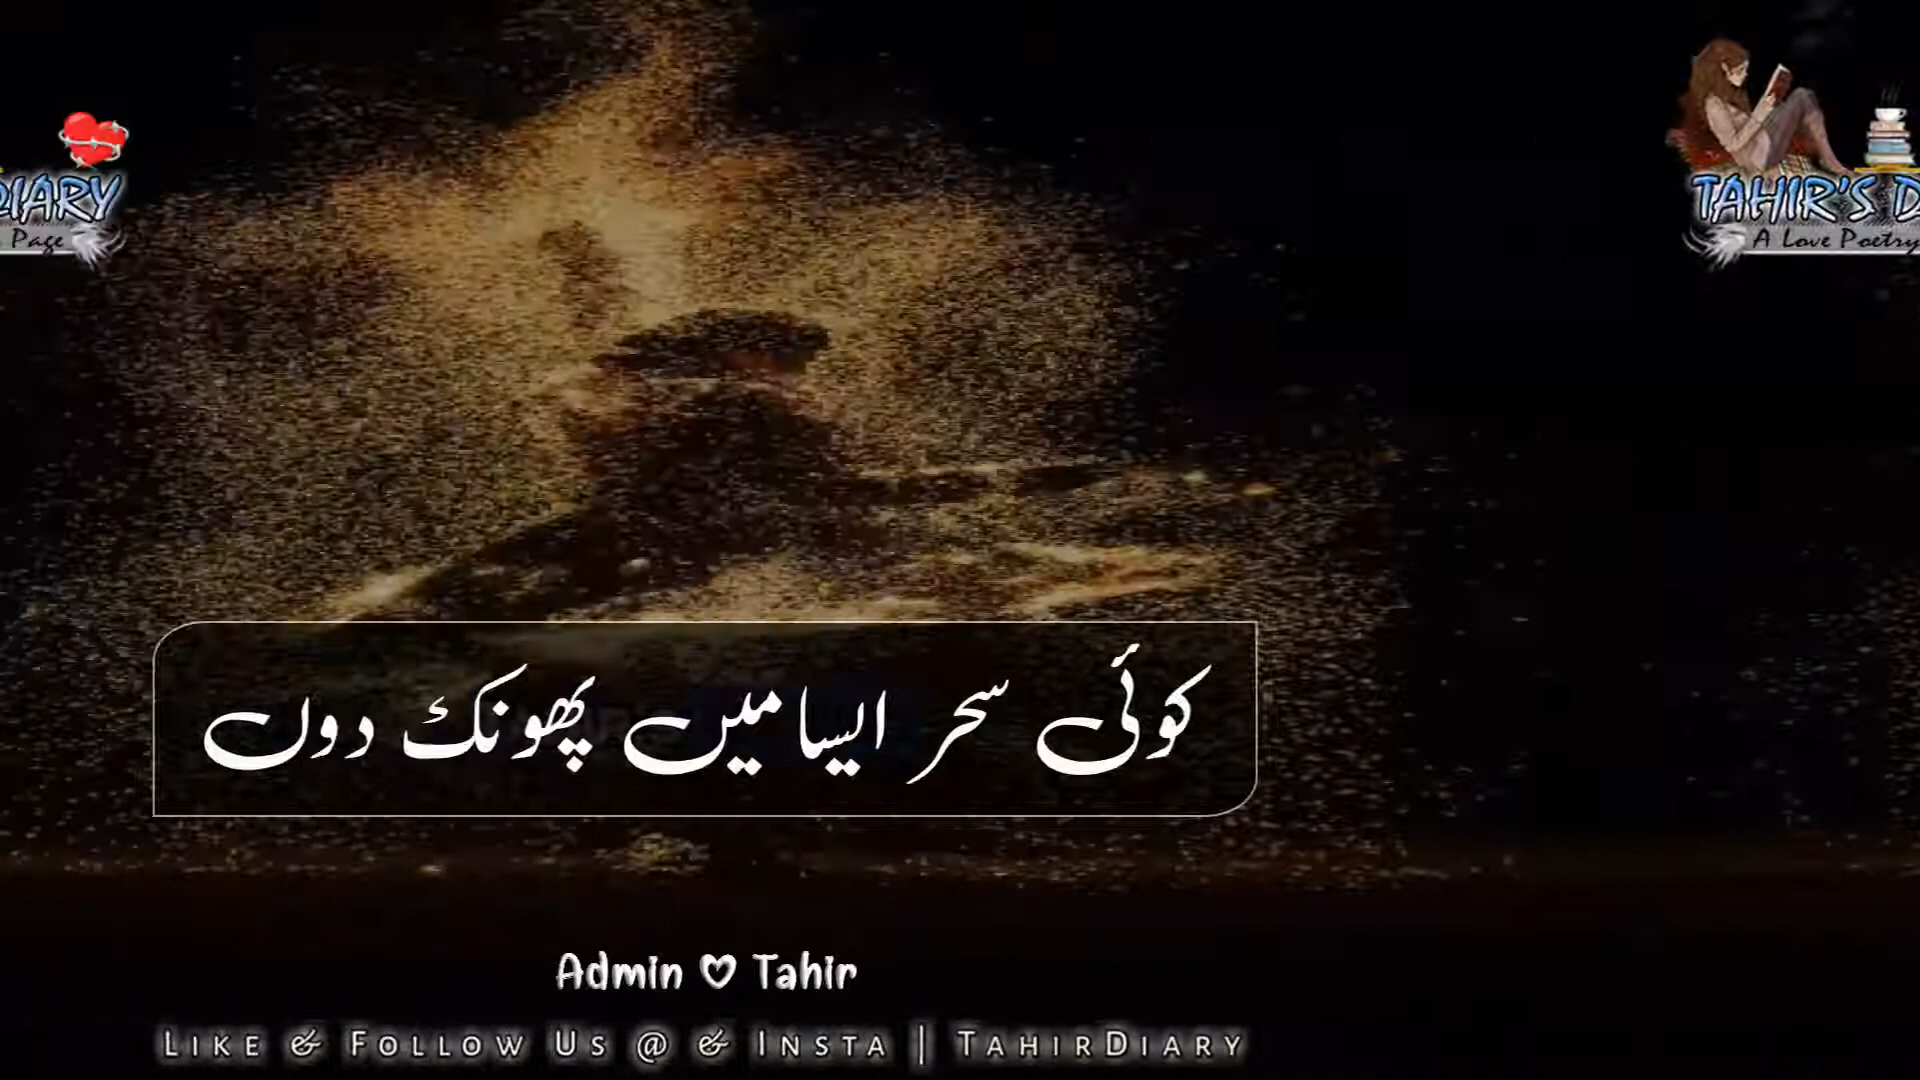 DIARY
Page
TAHIR'S D
A Love Poetry
کوئی سحر ایسا میں پھونک دوں
Admin ♡ Tahir
LIKE & FOLLOW US @ & INSTA | TAHIRDIARY